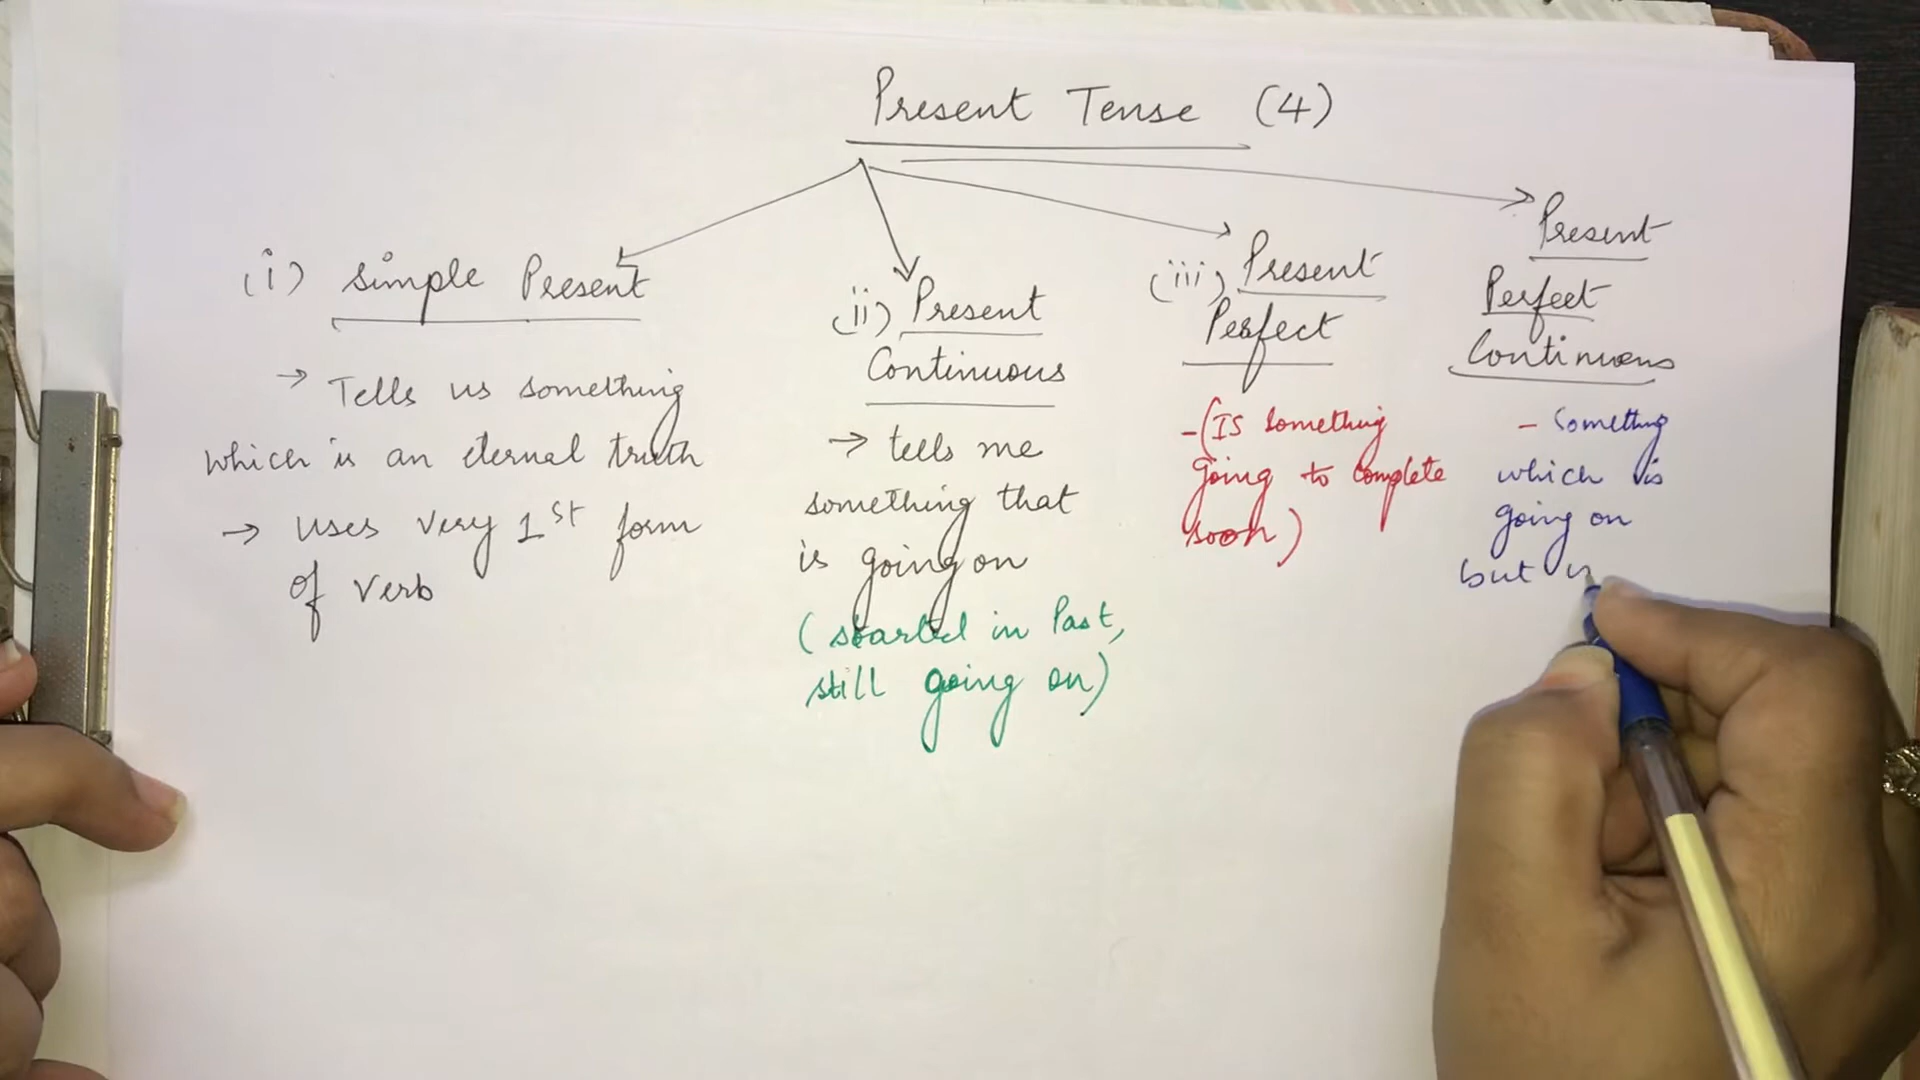 Present Tense (4)
(i) Simple Present
→ Tells us something
which is an eternal truth
→ Uses very 1st form
of verb
(ii) Present
Continuous
→ tells me
something that
is going on
(started in Past,
still going on)
(iii) Present
Perfect
- (IS something
going to complete
soon)
Present
Perfect
Continuous
- Something
which is
going on
but